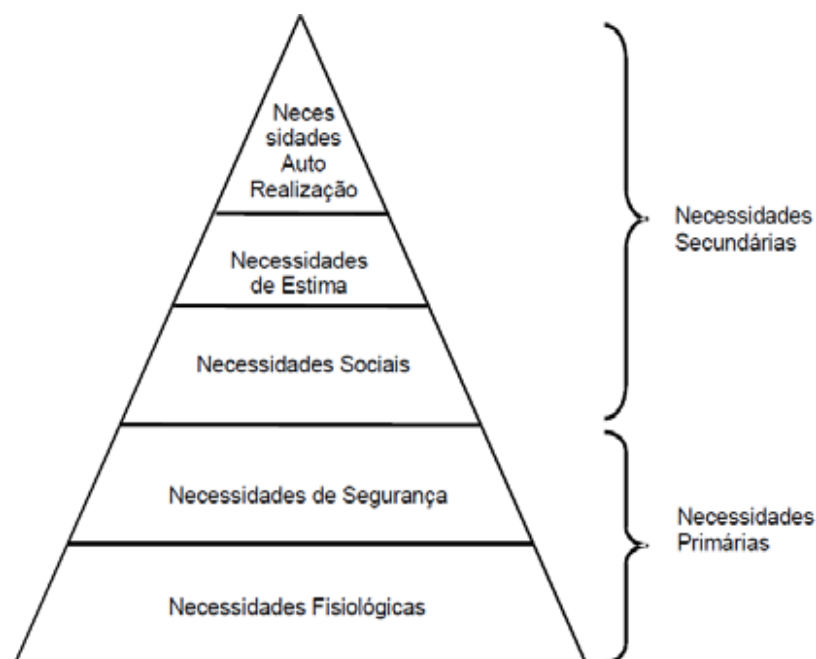 Neces
sidades
Auto
Realização
Necessidades
de Estima
Necessidades Sociais
Necessidades de Segurança
Necessidades Fisiológicas
Necessidades
Secundárias
Necessidades
Primárias